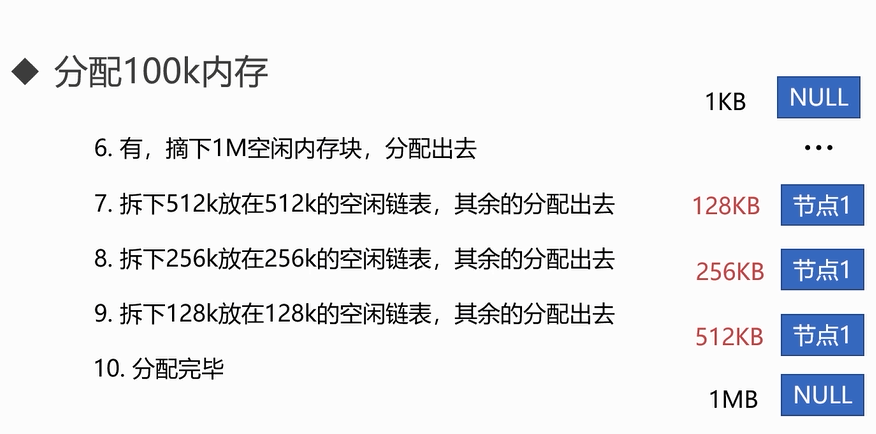 分配100k内存
6. 有，摘下1M空闲内存块，分配出去
7. 拆下512k放在512k的空闲链表，其余的分配出去
8. 拆下256k放在256k的空闲链表，其余的分配出去
9. 拆下128k放在128k的空闲链表，其余的分配出去
10. 分配完毕
1KB NULL
...
128KB 节点1
256KB 节点1
512KB 节点1
1MB NULL